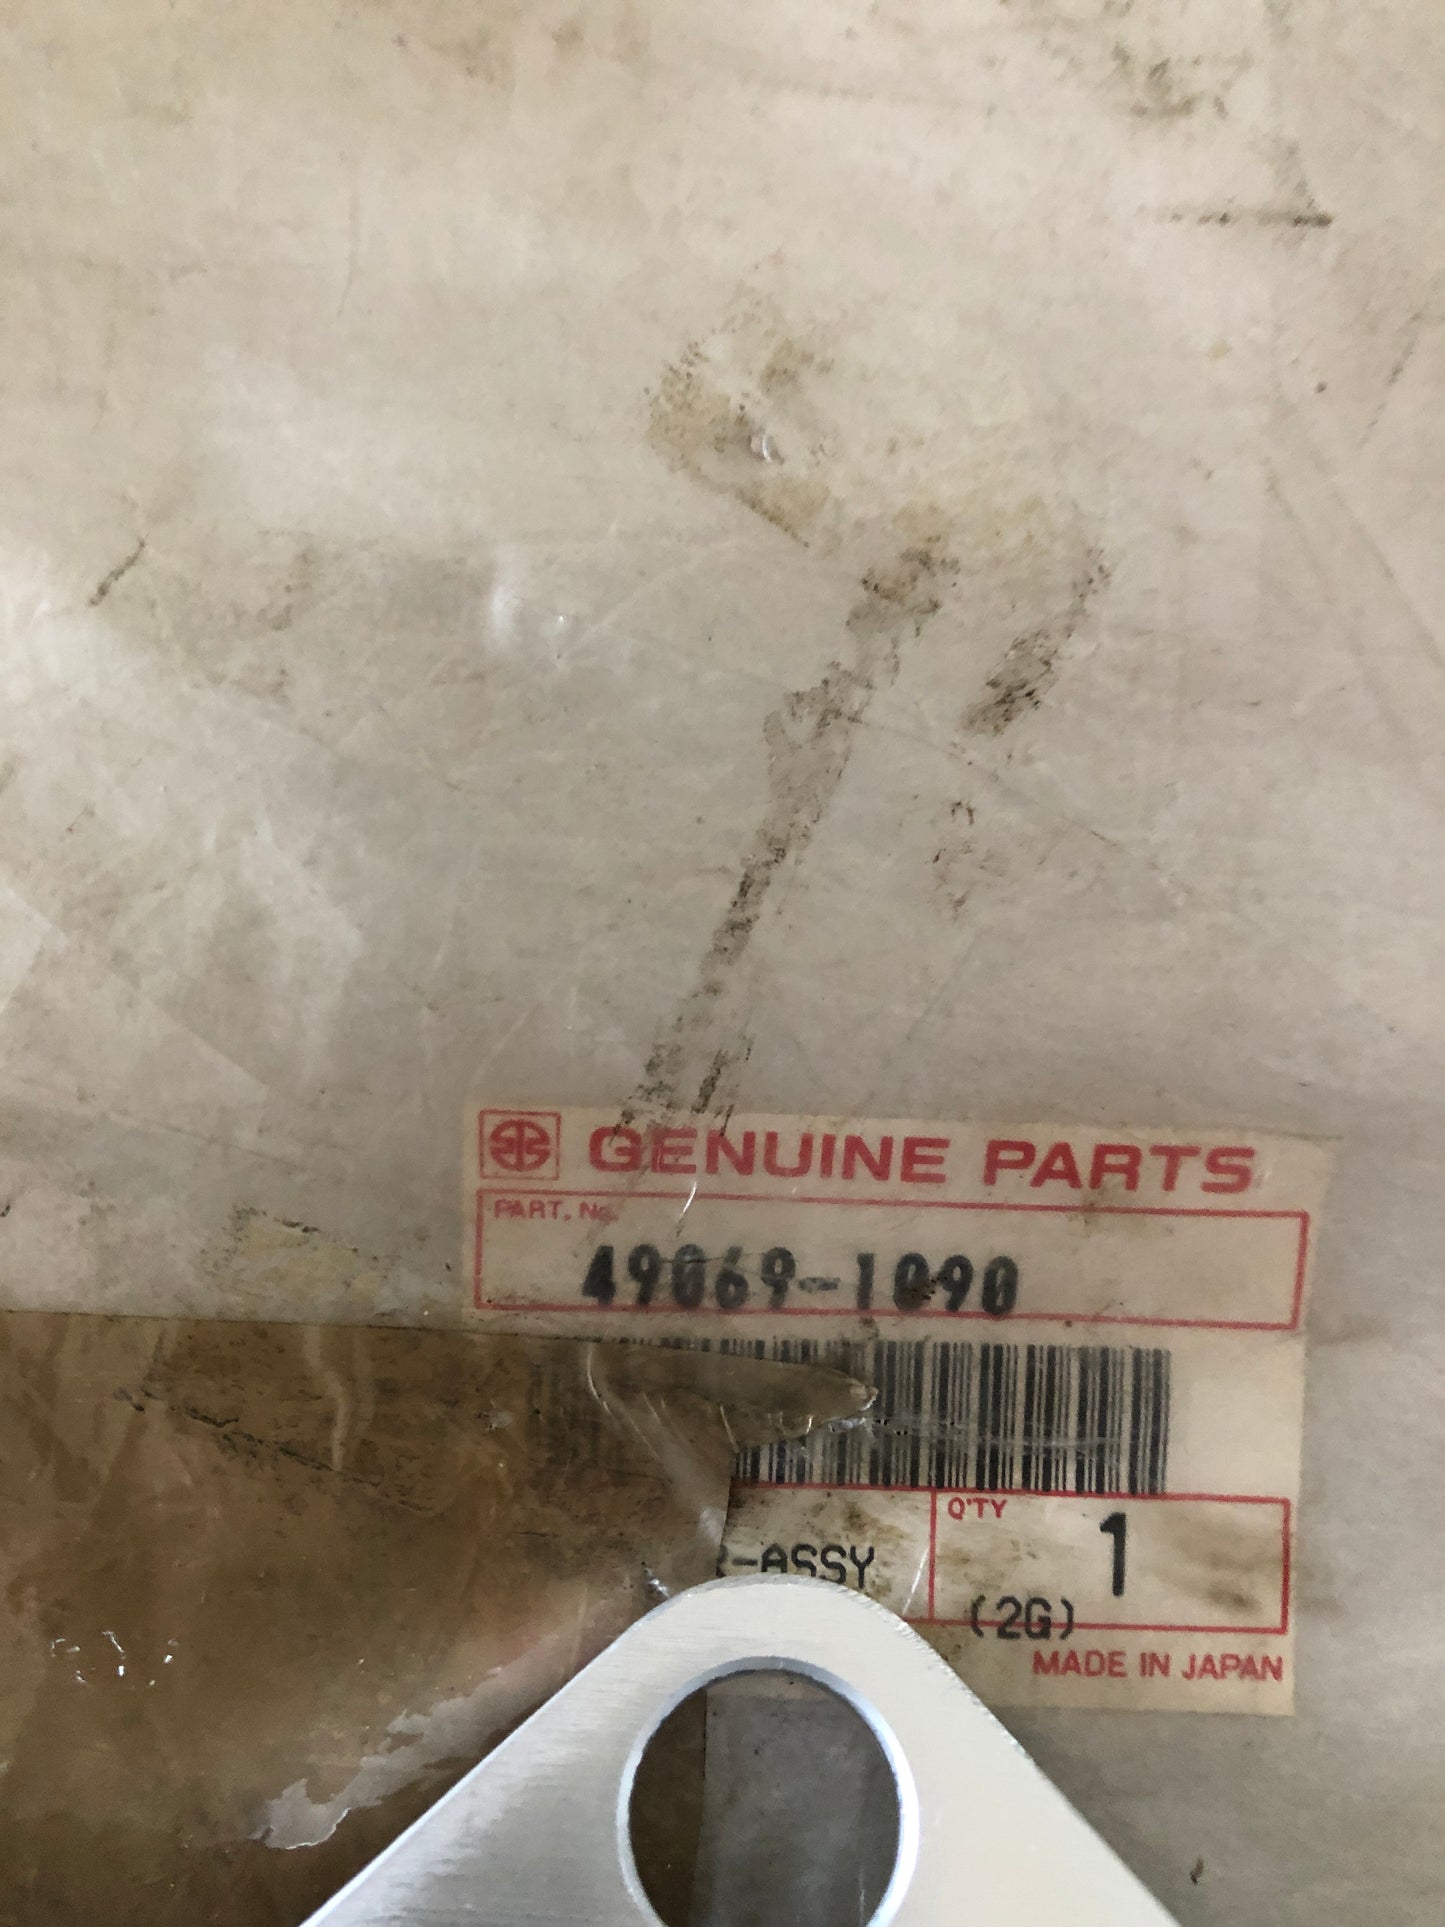 GENUINE PARTS
PART. No.
49069-1090
Q'TY
1
-ASSY
(2G)
MADE IN JAPAN